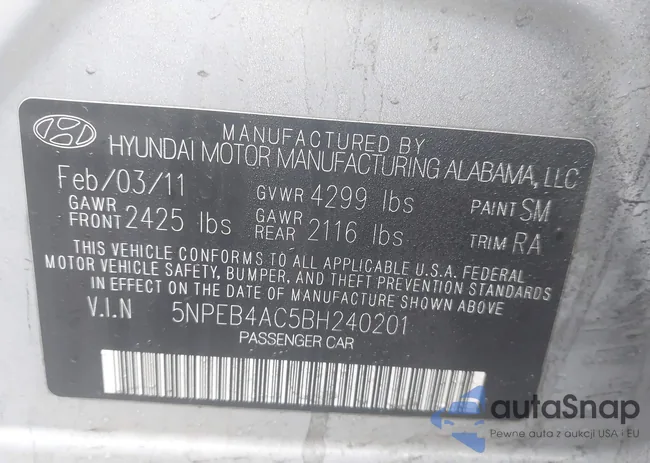 MANUFACTURED BY
HYUNDAI MOTOR MANUFACTURING ALABAMA, LLC
Feb/03/11 GVWR 4299 lbs PAINT SM
GAWR FRONT 2425 lbs GAWR REAR 2116 lbs TRIM RA
THIS VEHICLE CONFORMS TO ALL APPLICABLE U.S.A. FEDERAL
MOTOR VEHICLE SAFETY, BUMPER, AND THEFT PREVENTION STANDARDS
IN EFFECT ON THE DATE OF MANUFACTURE SHOWN ABOVE
V.I.N 5NPEB4AC5BH240201
PASSENGER CAR
autaSnap
Pewne auta z aukcji USA i EU